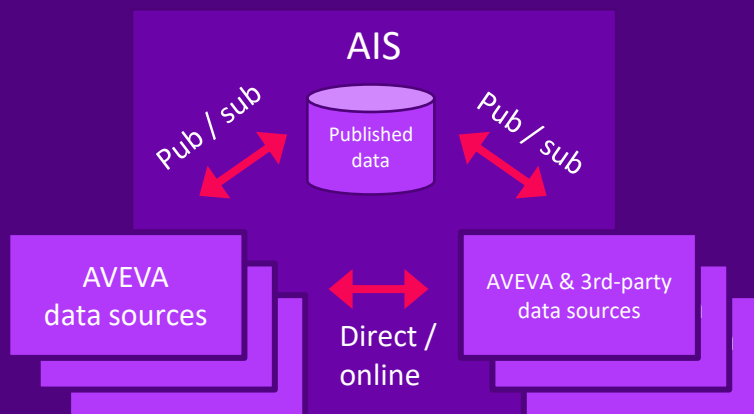 AIS
Pub / sub
Pub / sub
Published
data
AVEVA
data sources
AVEVA & 3rd-party
data sources
Direct /
online